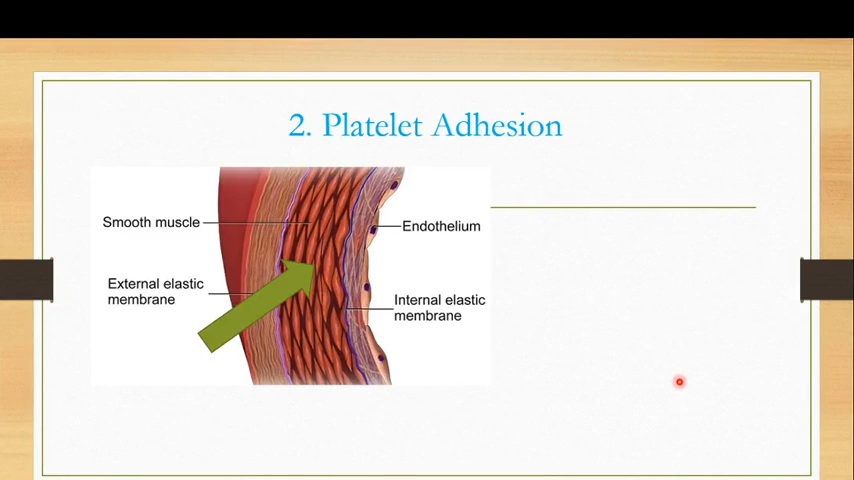 2. Platelet Adhesion
Smooth muscle
Endothelium
External elastic
membrane
Internal elastic
membrane